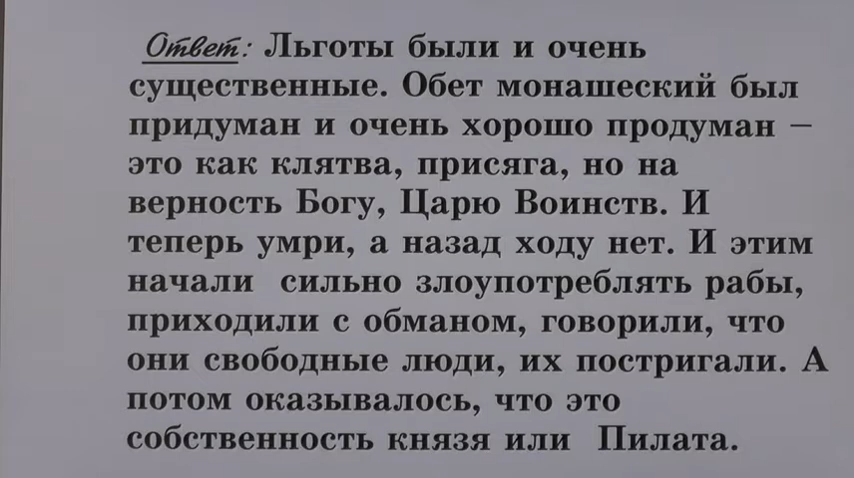 Ответ: Льготы были и очень
существенные. Обет монашеский был
придуман и очень хорошо продуман –
это как клятва, присяга, но на
верность Богу, Царю Воинств. И
теперь умри, а назад ходу нет. И этим
начали сильно злоупотреблять рабы,
приходили с обманом, говорили, что
они свободные люди, их постригали. А
потом оказывалось, что это
собственность князя или Пилата.